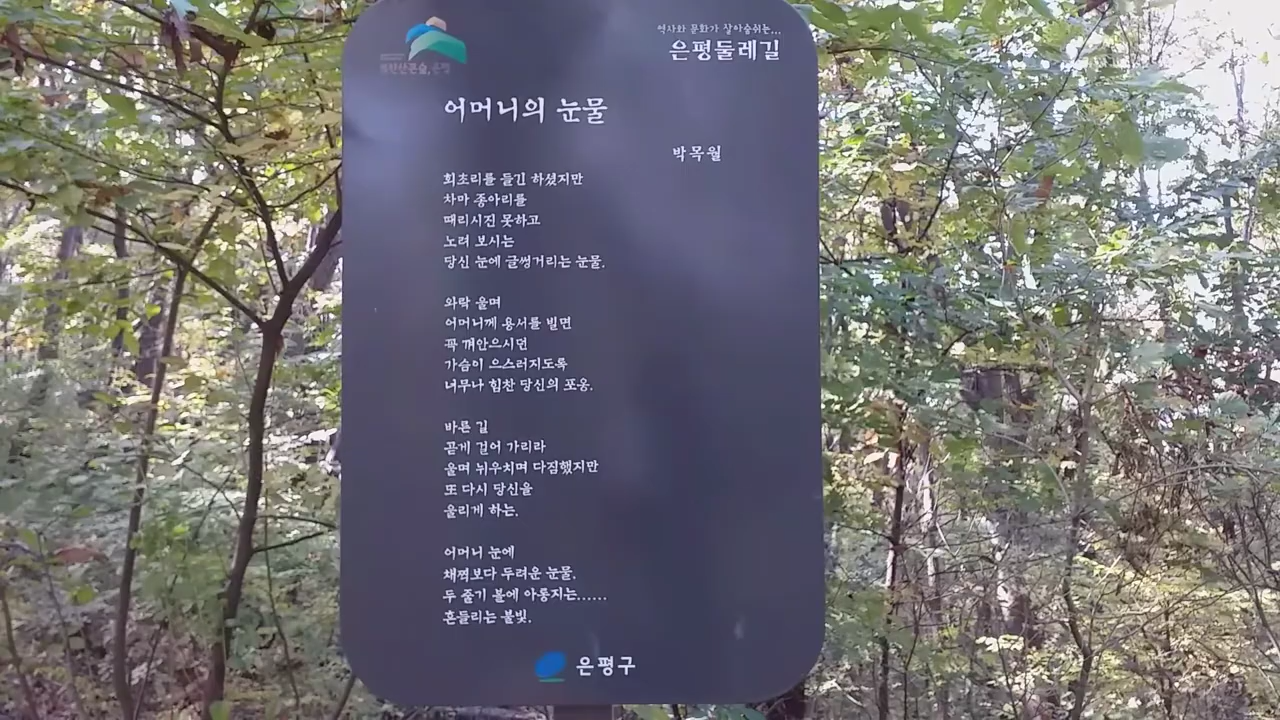 북한산큰숲, 은평
역사와 문화가 살아숨쉬는...
은평둘레길
어머니의 눈물
박목월
회초리를 들긴 하셨지만
차마 종아리를
때리시진 못하고
노려 보시는
당신 눈에 글썽거리는 눈물.
와락 울며
어머니께 용서를 빌면
꼭 껴안으시던
가슴이 으스러지도록
너무나 힘찬 당신의 포옹.
바른 길
곧게 걸어 가리라
울며 뉘우치며 다짐했지만
또 다시 당신을
울리게 하는.
어머니 눈에
채찍보다 두려운 눈물.
두 줄기 볼에 아롱지는......
흔들리는 불빛.
은평구